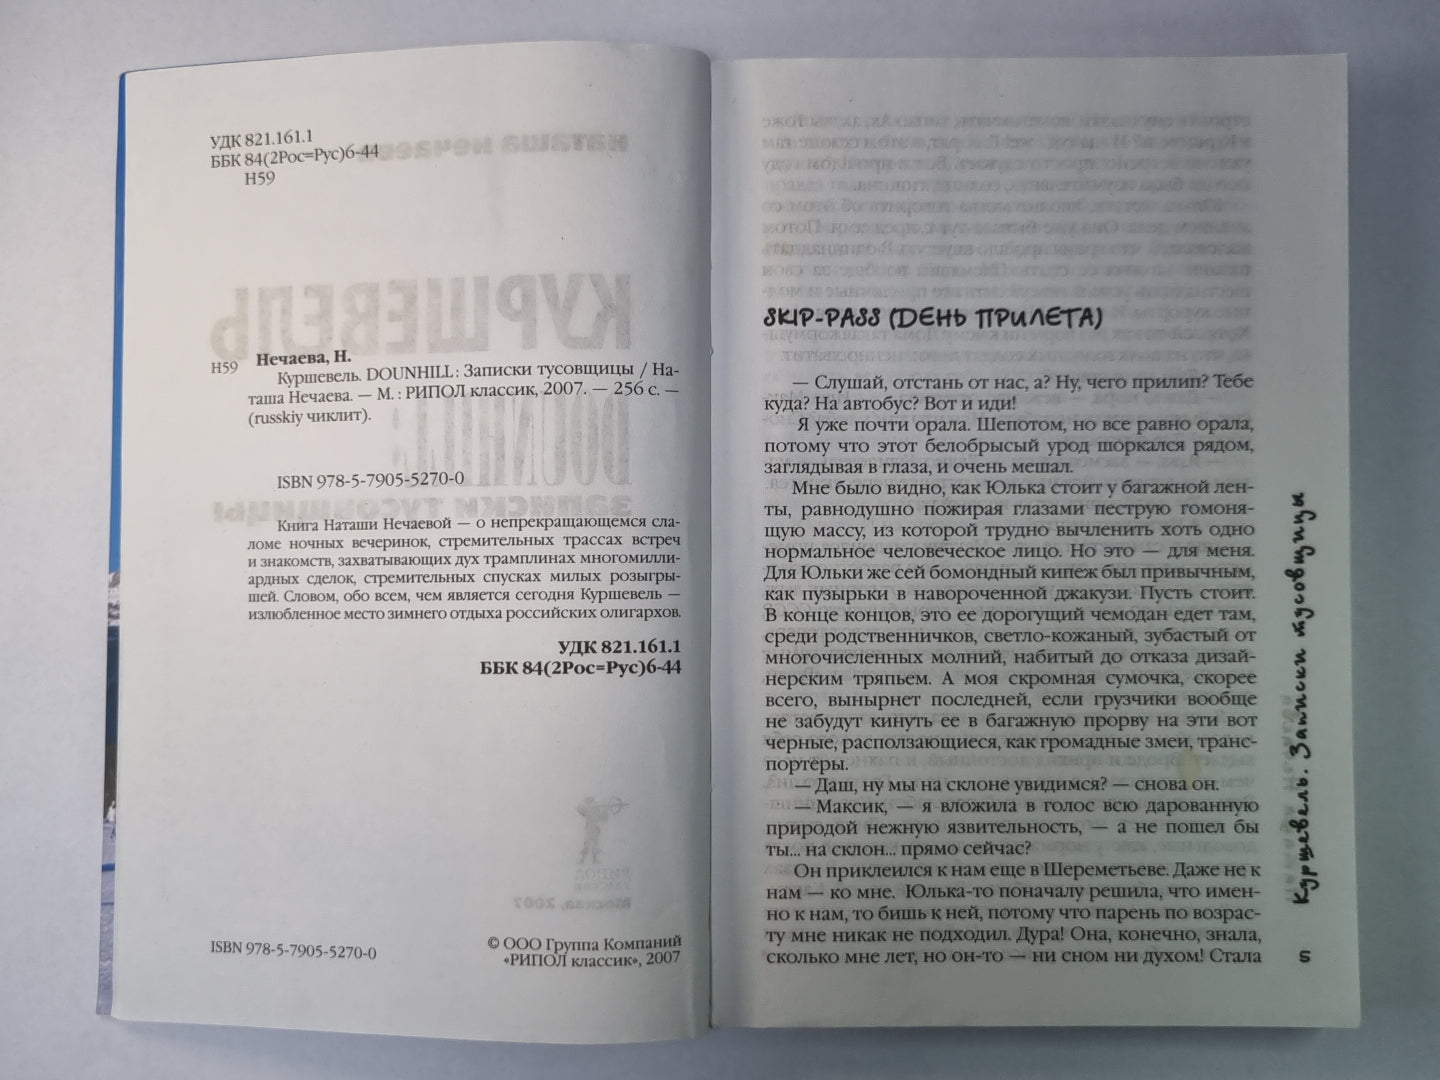 УДК 821.161.1
ББК 84(2Рос=Рус)6-44
Н59
Н59
Нечаева, Н.
Куршевель. DOUNHILL: Записки тусовщицы / На-
таша Нечаева. — М. : РИПОЛ классик, 2007. — 256 с. —
(russkiy чиклит).
ISBN 978-5-7905-5270-0
Книга Наташи Нечаевой — о непрекращающемся сла-
ломе ночных вечеринок, стремительных трассах встреч
и знакомств, захватывающих дух трамплинах многомилли-
ардных сделок, стремительных спусках милых розыгры-
шей. Словом, обо всем, чем является сегодня Куршевель —
излюбленное место зимнего отдыха российских олигархов.
УДК 821.161.1
ББК 84(2Рос=Рус)6-44
ISBN 978-5-7905-5270-0
© ООО Группа Компаний
«РИПОЛ классик», 2007
SKIP-PASS (ДЕНЬ ПРИЛЕТА)
— Слушай, отстань от нас, а? Ну, чего прилип? Тебе
куда? На автобус? Вот и иди!
Я уже почти орала. Шепотом, но все равно орала,
потому что этот белобрысый урод шоркался рядом,
заглядывая в глаза, и очень мешал.
Мне было видно, как Юлька стоит у багажной лен-
ты, равнодушно пожирая глазами пеструю гомоня-
щую массу, из которой трудно вычленить хоть одно
нормальное человеческое лицо. Но это — для меня.
Для Юльки же сей бомондный кипеж был привычным,
как пузырьки в навороченной джакузи. Пусть стоит.
В конце концов, это ее дорогущий чемодан едет там,
среди родственничков, светло-кожаный, зубастый от
многочисленных молний, набитый до отказа дизай-
нерским тряпьем. А моя скромная сумочка, скорее
всего, вынырнет последней, если грузчики вообще
не забудут кинуть ее в багажную прорву на эти вот
черные, расползающиеся, как громадные змеи, транс-
портеры.
— Даш, ну мы на склоне увидимся? — снова он.
— Максик, — я вложила в голос всю дарованную
природой нежную язвительность, — а не пошел бы
ты... на склон... прямо сейчас?
Он приклеился к нам еще в Шереметьеве. Даже не к
нам — ко мне. Юлька-то поначалу решила, что имен-
но к нам, то бишь к ней, потому что парень по возрас-
ту мне никак не подходил. Дура! Она, конечно, знала,
сколько мне лет, но он-то — ни сном ни духом! Стала
Куршевель. Записки тусовщицы
5